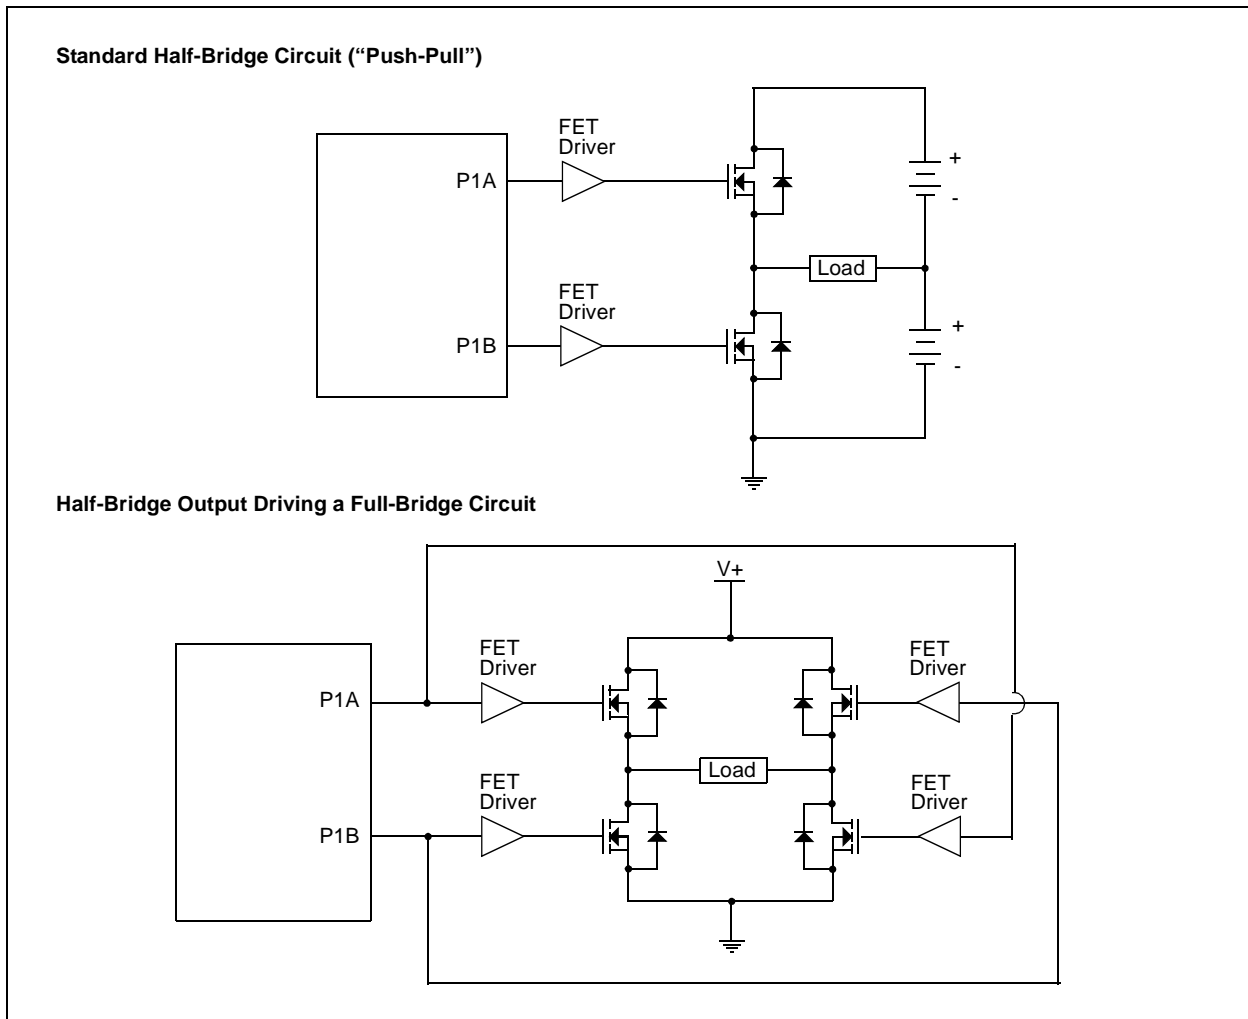 Standard Half-Bridge Circuit (“Push-Pull”)
FET
Driver
P1A
+
-
Load
FET
Driver
P1B
+
-
Half-Bridge Output Driving a Full-Bridge Circuit
V+
FET
Driver
FET
Driver
P1A
Load
FET
Driver
FET
Driver
P1B